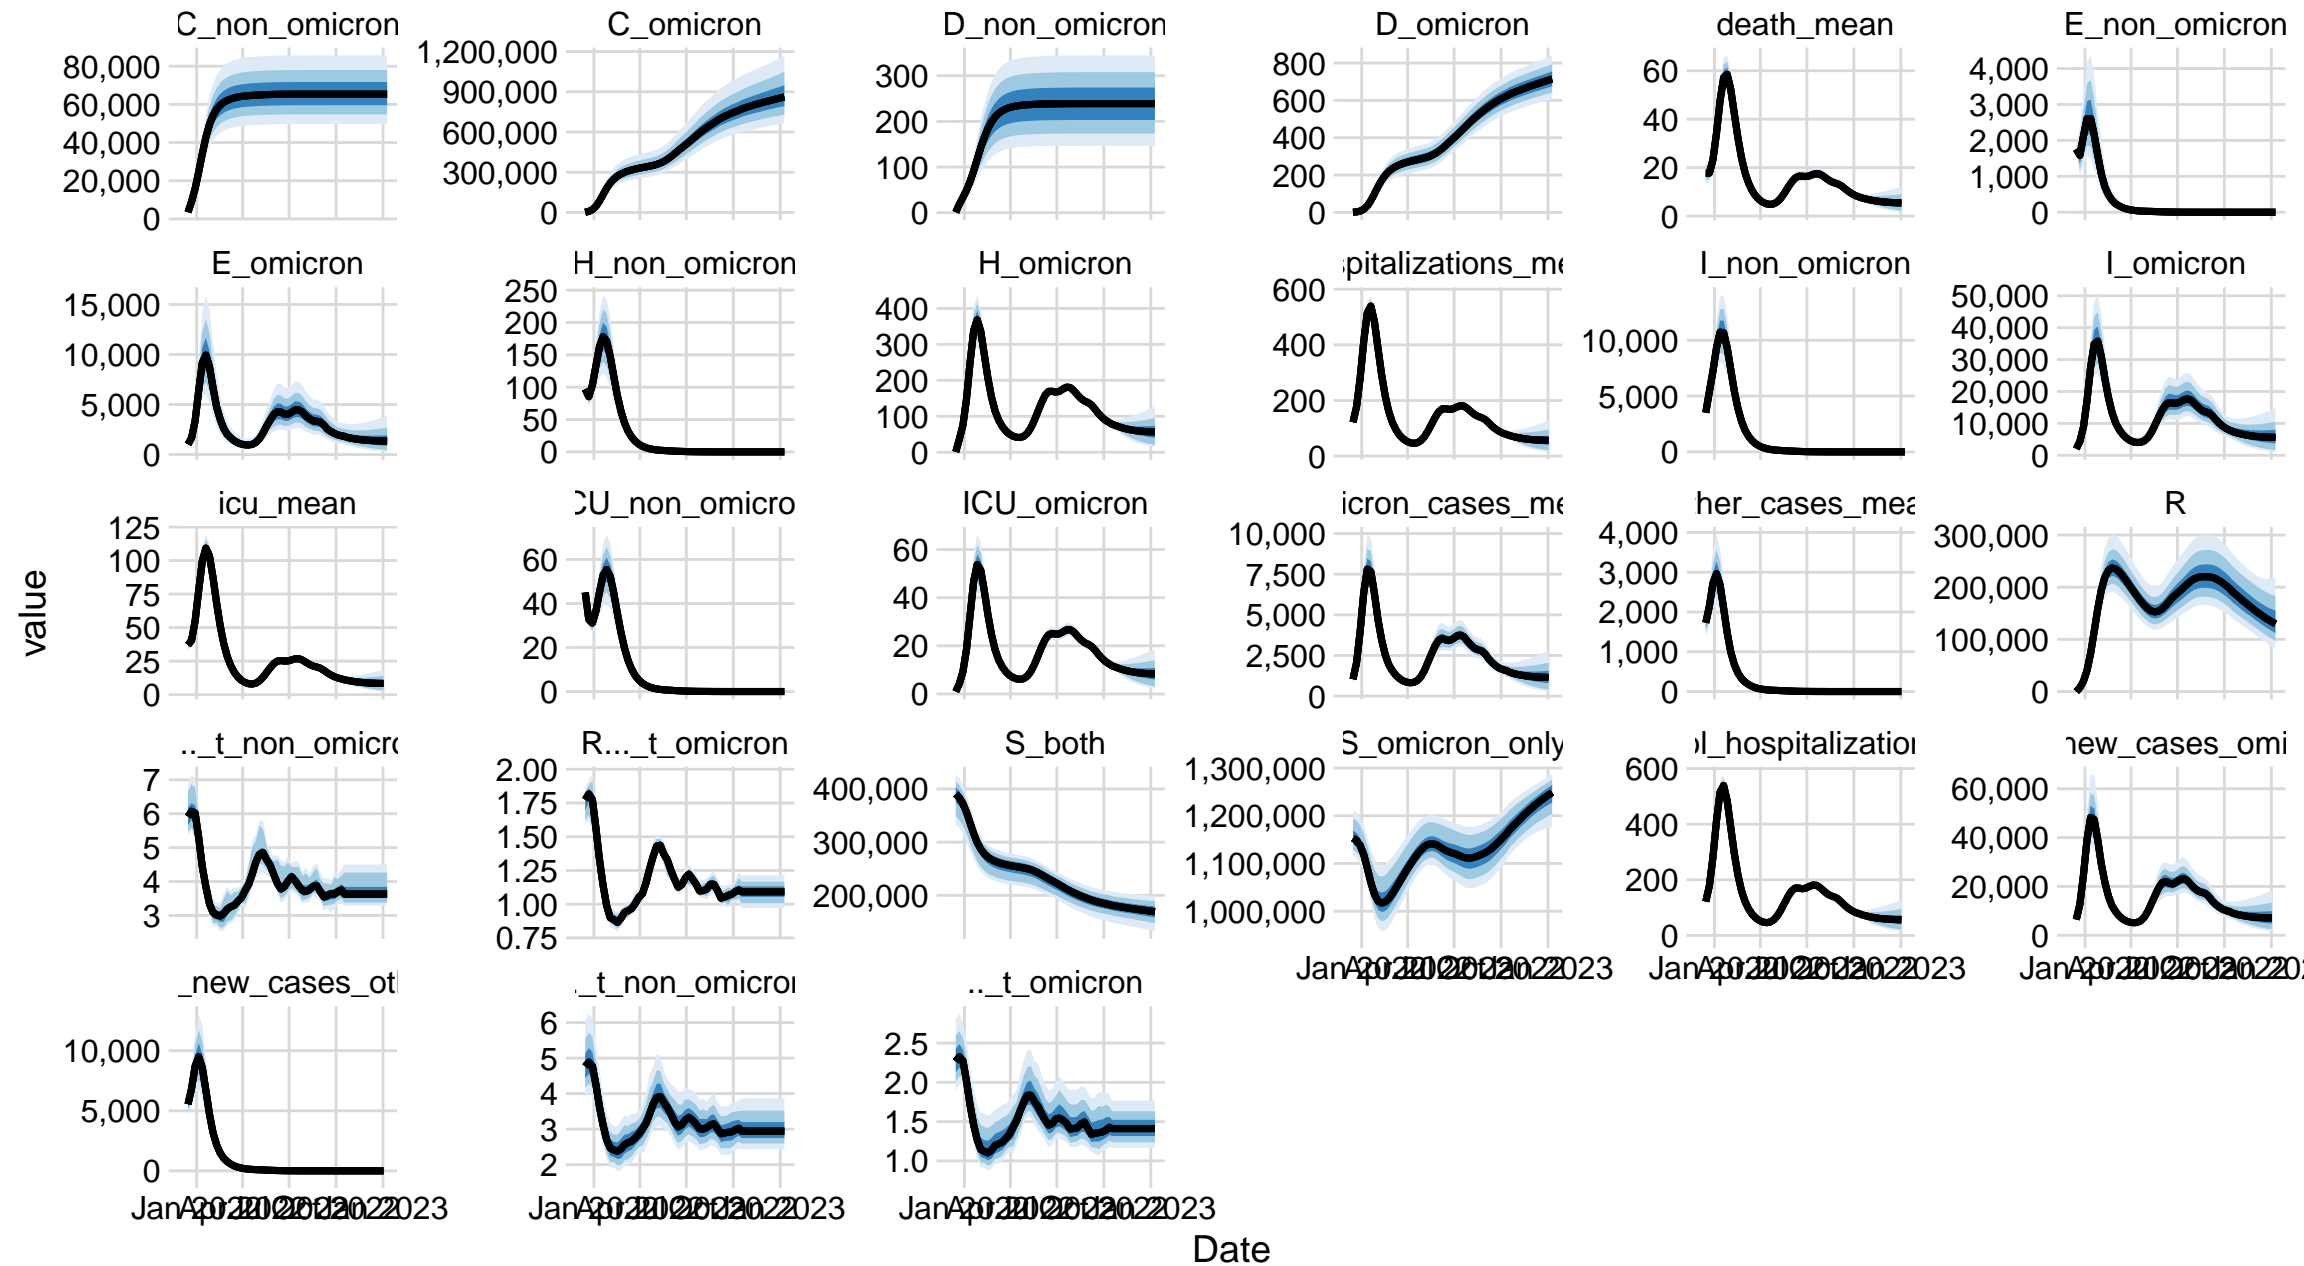 C_non_omicron C_omicron D_non_omicron D_omicron death_mean E_non_omicron
80,000 60,000 40,000 20,000 0
1,200,000 900,000 600,000 300,000 0
300 200 100 0
800 600 400 200 0
60 40 20 0
4,000 3,000 2,000 1,000 0
E_omicron H_non_omicron H_omicron spitalizations_me I_non_omicron I_omicron
15,000 10,000 5,000 0
250 200 150 100 50 0
400 300 200 100 0
600 400 200 0
10,000 5,000 0
50,000 40,000 30,000 20,000 10,000 0
icu_mean CU_non_omicro ICU_omicron icron_cases_me her_cases_mea R
125 100 75 50 25 0
60 40 20 0
60 40 20 0
10,000 7,500 5,000 2,500 0
4,000 3,000 2,000 1,000 0
300,000 200,000 100,000 0
value
.._t_non_omicro R..._t_omicron S_both S_omicron_only ol_hospitalization new_cases_omi
7 6 5 4 3
2.00 1.75 1.50 1.25 1.00 0.75
400,000 300,000 200,000
1,300,000 1,200,000 1,100,000 1,000,000
600 400 200 0
60,000 40,000 20,000 0
_new_cases_oth ._t_non_omicron .._t_omicron
10,000 5,000 0
6 5 4 3 2
2.5 2.0 1.5 1.0
Date